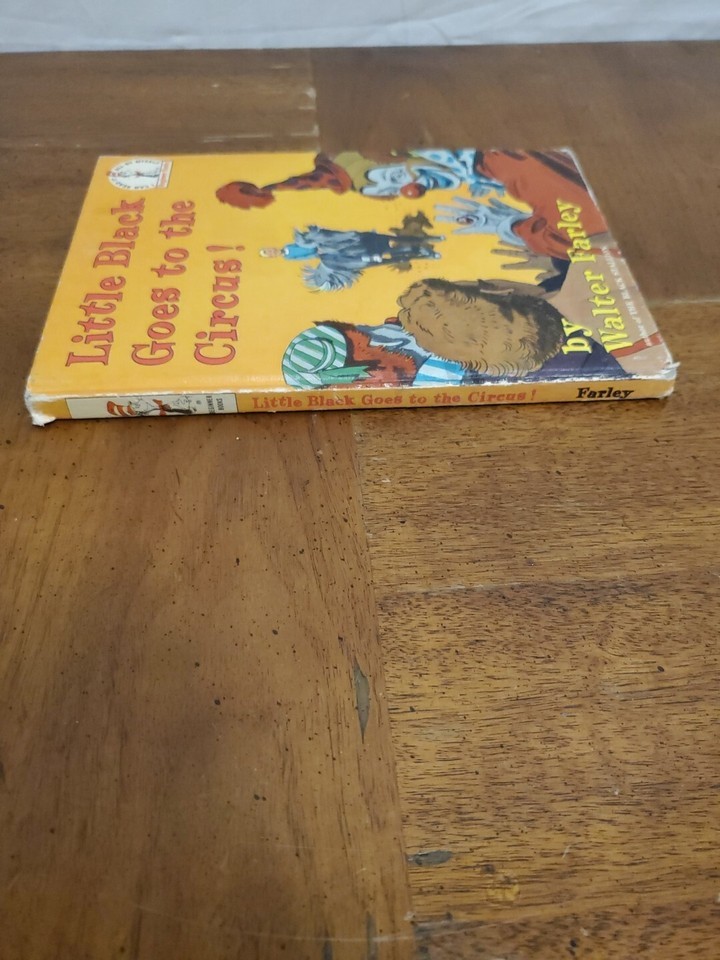 Little Black
Goes to the
Circus!
by
Walter Farley
Little Black Goes to the Circus!
Farley